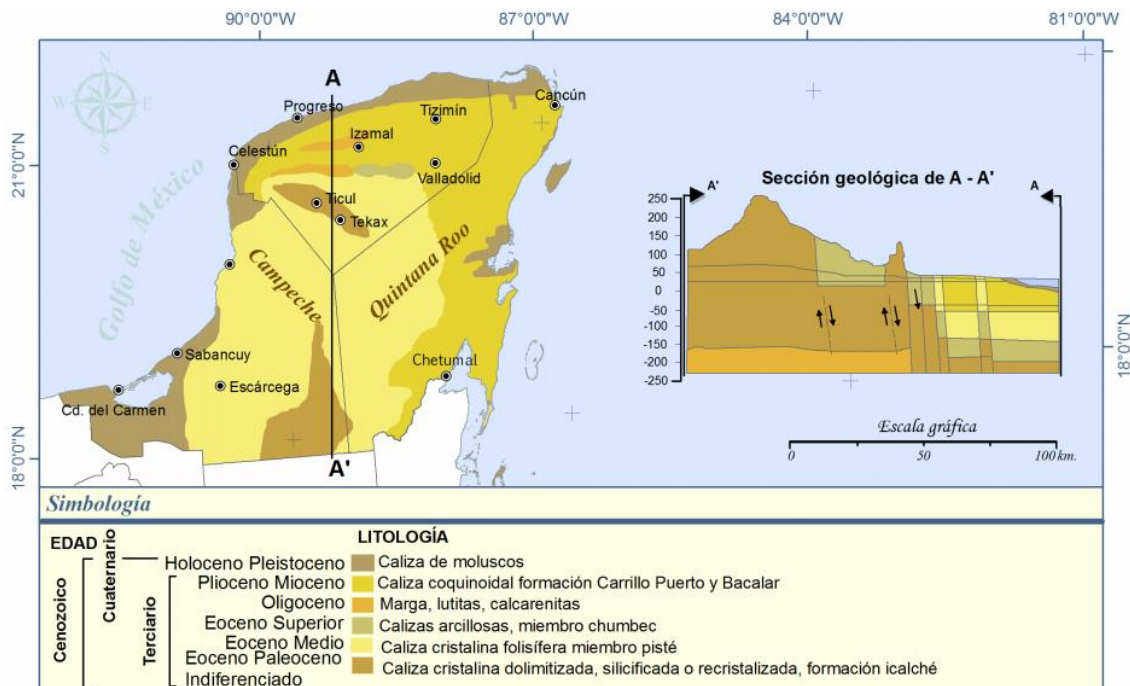 90°0'0"W 87°0'0"W 84°0'0"W 81°0'0"W
N
W E
S
A
Progreso
Tizimín
Cancún
Izamal
Celestún
21°0'0"N
Valladolid
Ticul
Tekax
Golfo de México
Campeche
Quintana Roo
Sabancuy
Chetumal
Escárcega
Cd. del Carmen
18°0'0"N
A'
Sección geológica de A - A'
A' A
250
200
150
100
50
0
-50
-100
-150
-200
-250
18°0'0"N
Escala gráfica
0 50 100 km.
Simbología
EDAD LITOLOGÍA
Cenozoico
Cuaternario
Terciario
Holoceno Pleistoceno Caliza de moluscos
Plioceno Mioceno Caliza coquinoidal formación Carrillo Puerto y Bacalar
Oligoceno Marga, lutitas, calcarenitas
Eoceno Superior Calizas arcillosas, miembro chumbec
Eoceno Medio Caliza cristalina folisífera miembro pisté
Eoceno Paleoceno Caliza cristalina dolimitizada, silicificada o recristalizada, formación icalché
Indiferenciado